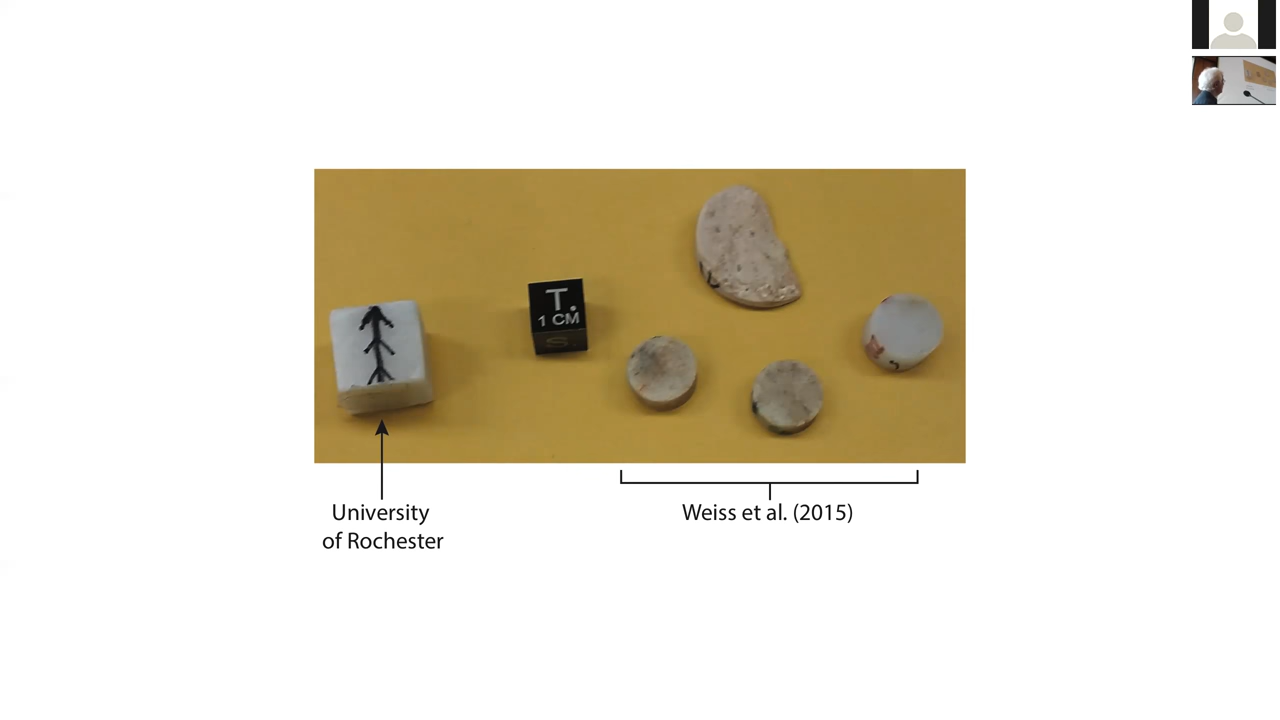 T.
1 CM
S.
L
S
University
of Rochester
Weiss et al. (2015)